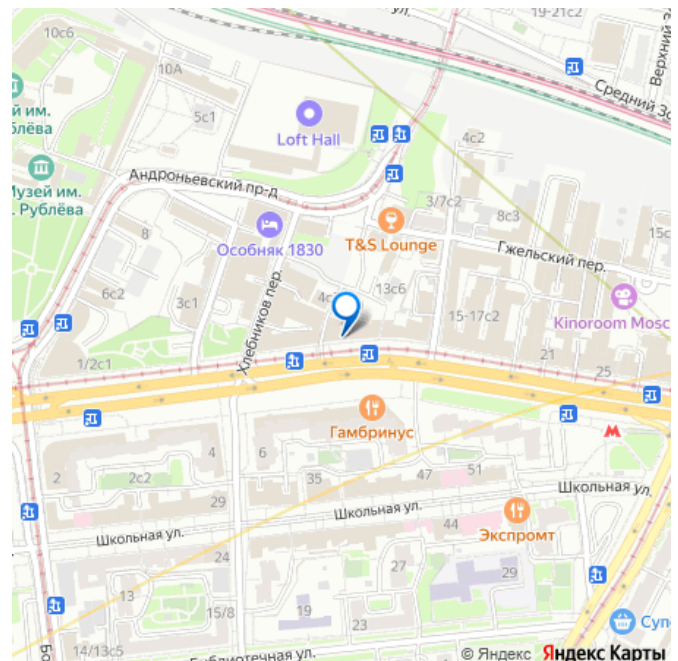 10с6
10А
ул.
19-21с2
Верхний
Средний Зо
5с1
Loft Hall
й им.
блёва
Музей им.
. Рублёва
Андроньевский пр-д
4с2
3/7с2
8с3
15с
8
Особняк 1830
T&S Lounge
Гжельский пер.
6с2
3с1
4с
13с6
15-17с2
Kinoroom Mosc
Хлебников пер.
1/2с1
21
25
Гамбринус
М
2
2с2
4
6
35
47
51
29
Школьная ул.
Школьная ул.
Школьная ул.
44
Экспромт
24
27
29
13
15/8
19
23
Суп
14/13с5
Бо
Библиотечная ул.
© Яндекс Яндекс Карты